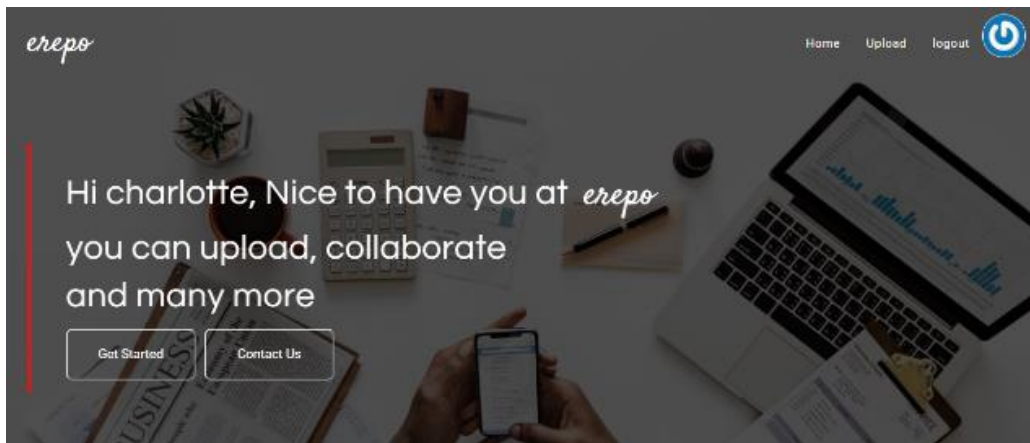 erepo
Home Upload logout
Hi charlotte, Nice to have you at erepo
you can upload, collaborate
and many more
Get Started Contact Us
BUSINESS